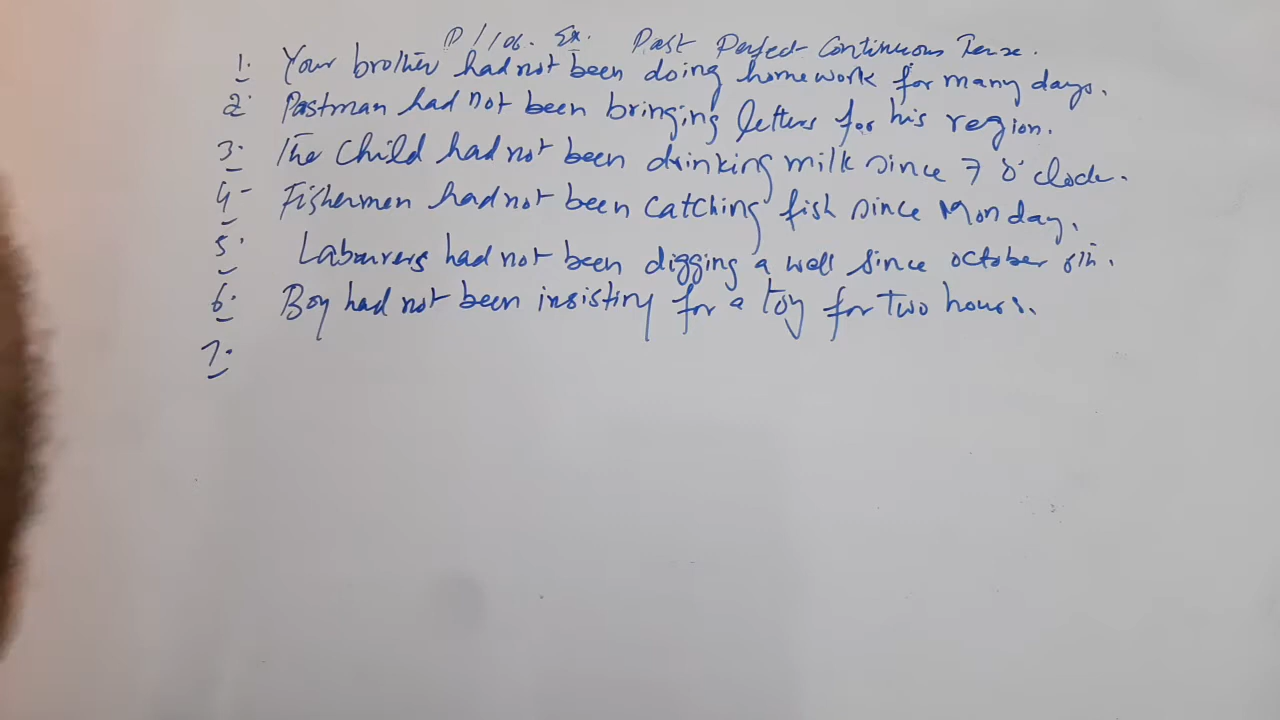 P/106. Ex. Past Perfect Continuous Tense.
1. Your brother had not been doing homework for many days.
2. Postman had not been bringing letters for his region.
3. The Child had not been drinking milk since 7 O'clock.
4- Fishermen had not been catching fish since Monday.
5. Labourers had not been digging a well since october 6th.
6. Boy had not been insisting for a toy for two hours.
7.